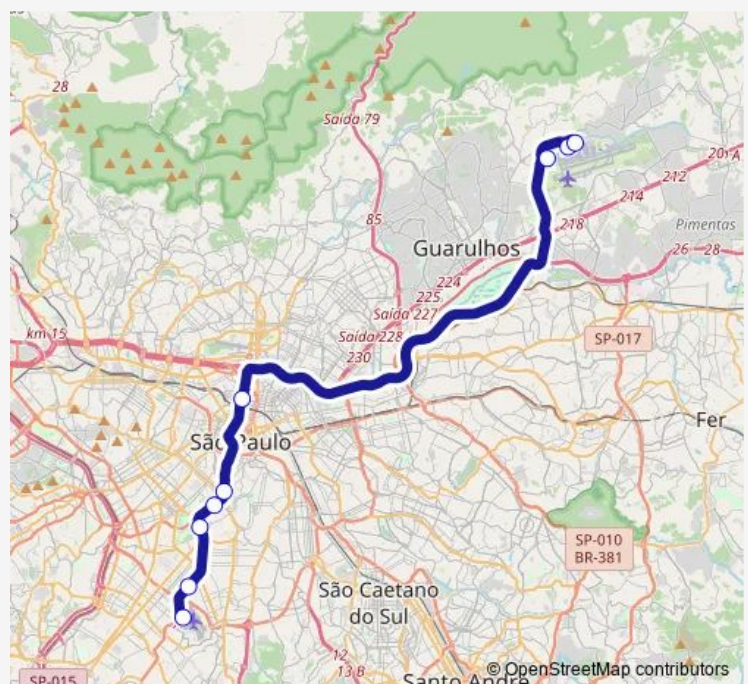 28
Saída 79
85
20
A
212
214
218
Pimentas
Guarulhos
26 - 28
224
225
Saída 227
km 15
Saída 228
230
SP-017
São Paulo
Fer
SP-010
BR-381
São Caetano
do Sul
12
13 B
SP-015
Santo André
© OpenStreetMap contributors